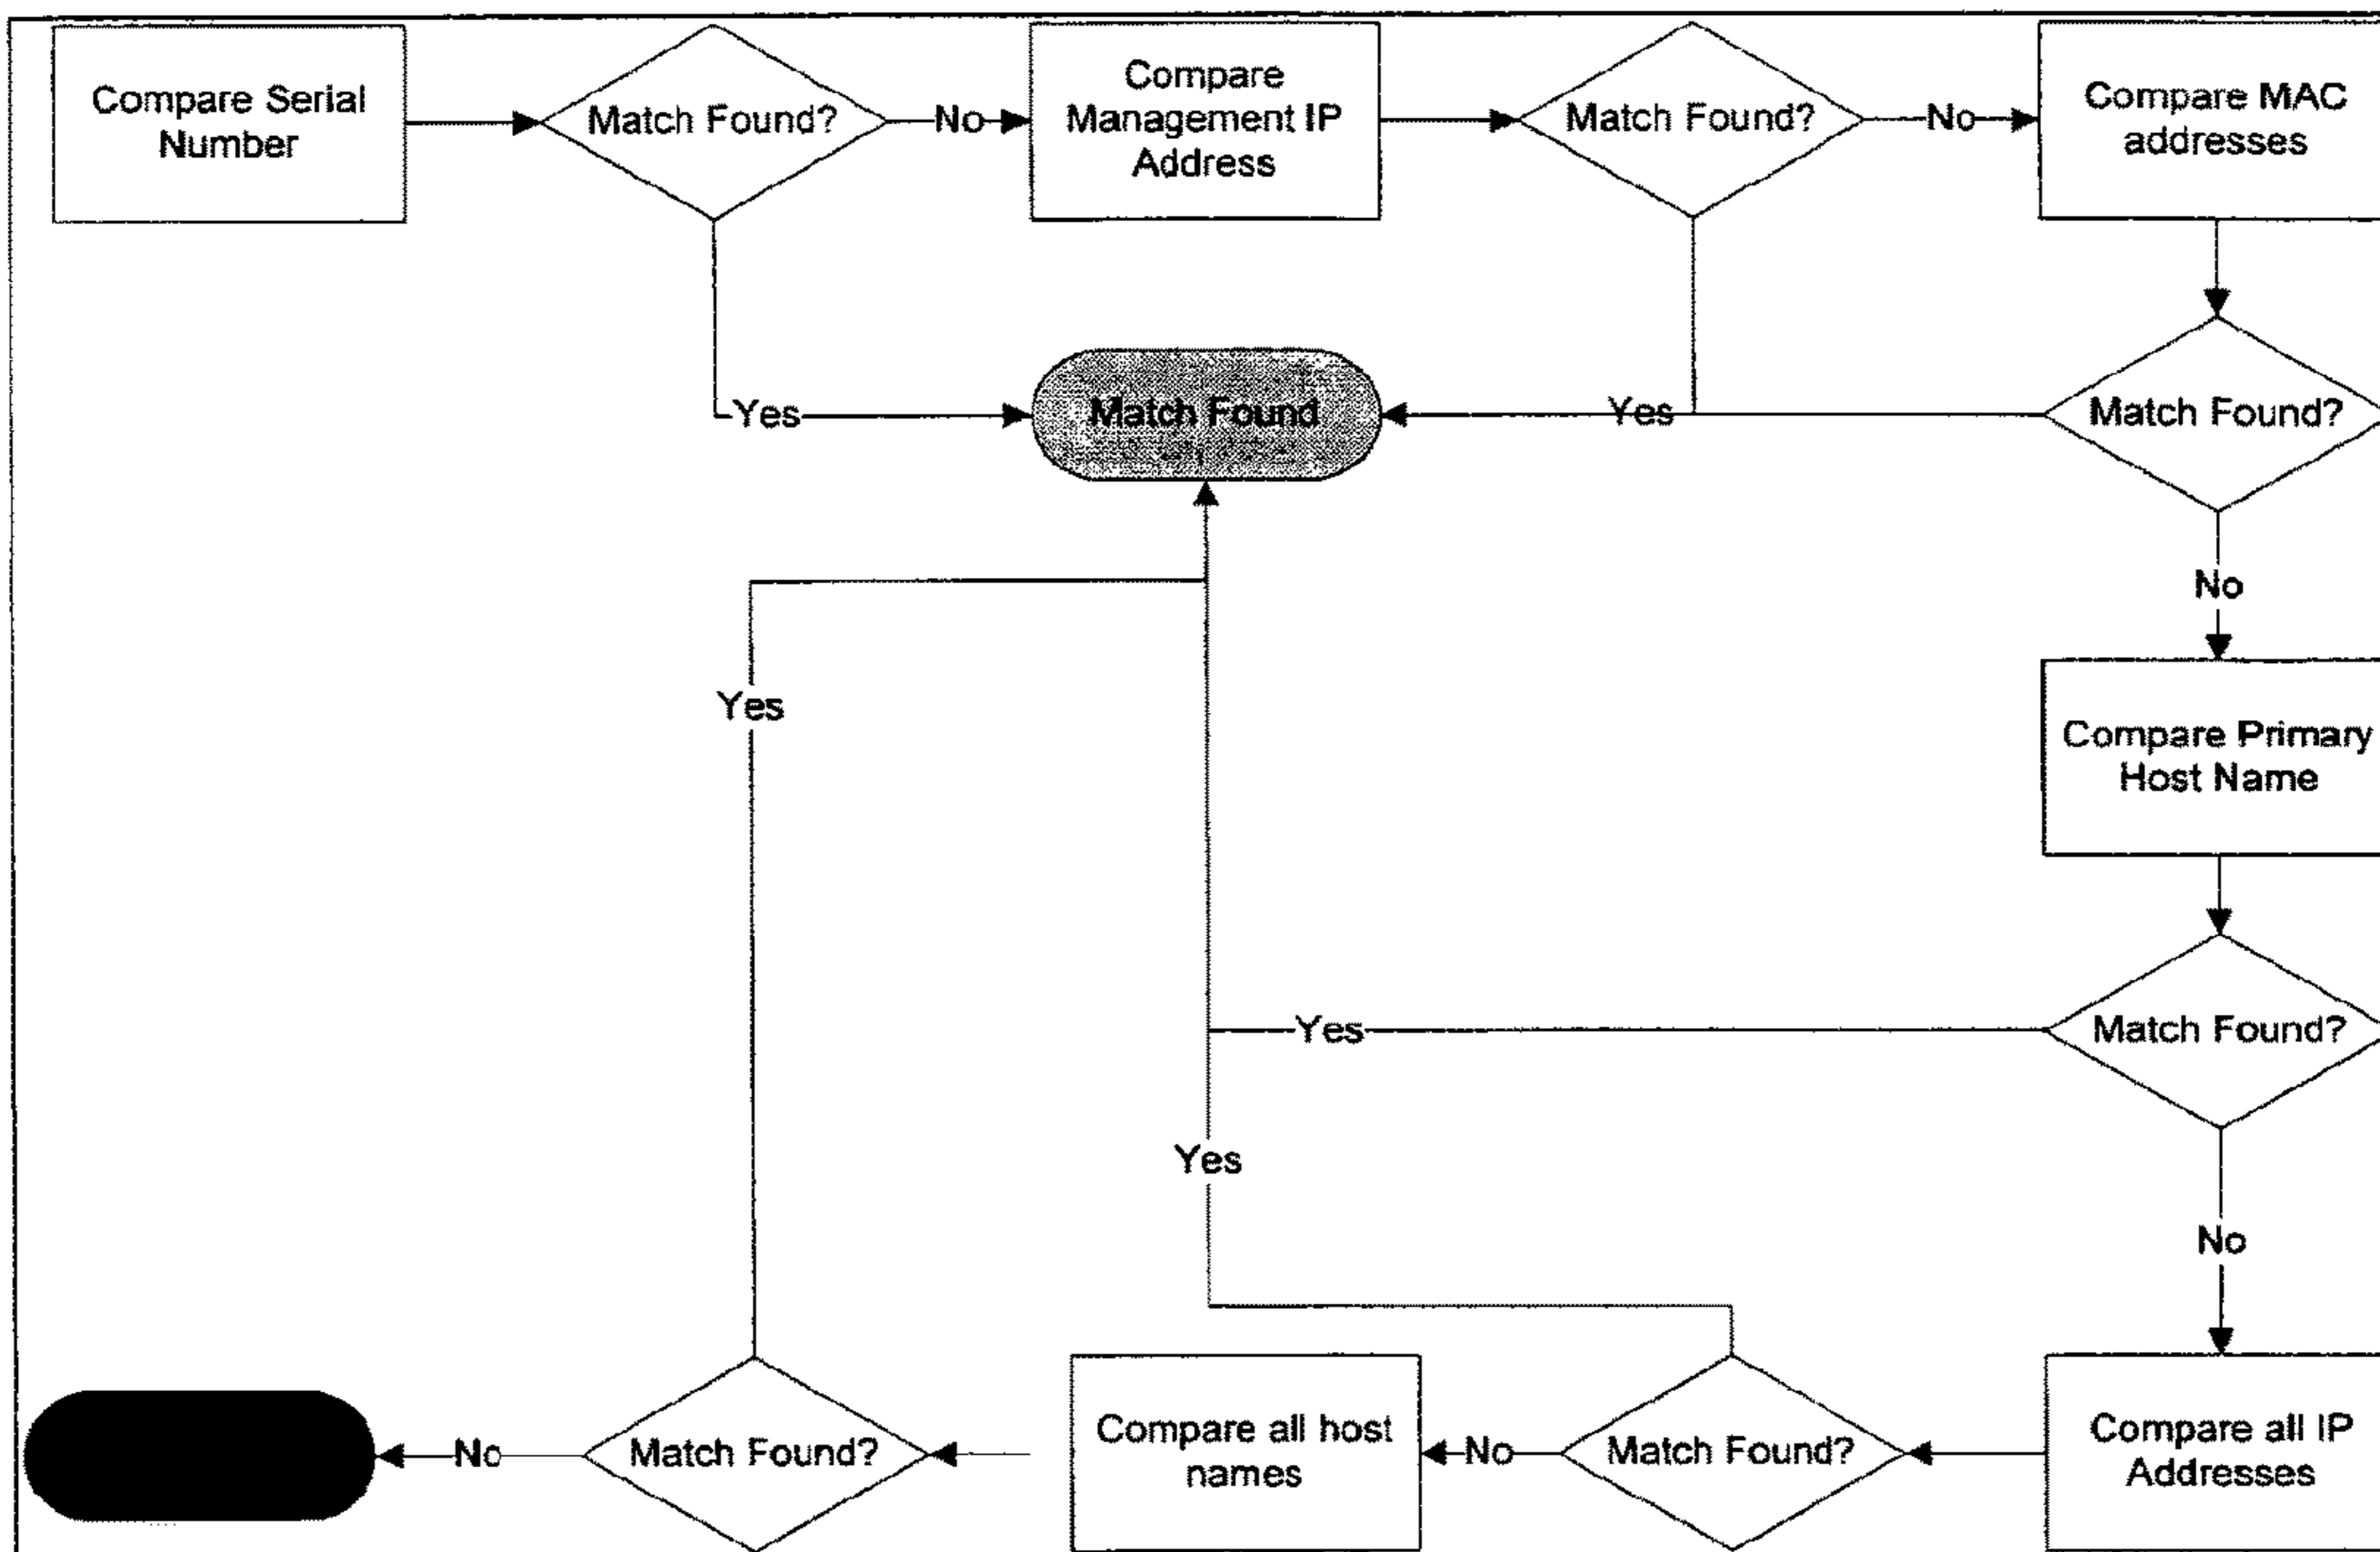 Compare Serial
Number
Match Found?
No
Compare
Management IP
Address
Match Found?
No
Compare MAC
addresses
Yes
Match Found
Yes
Match Found?
No
Yes
Compare Primary
Host Name
Yes
Match Found?
Yes
No
No
Match Found?
Compare all host
names
No
Match Found?
Compare all IP
Addresses